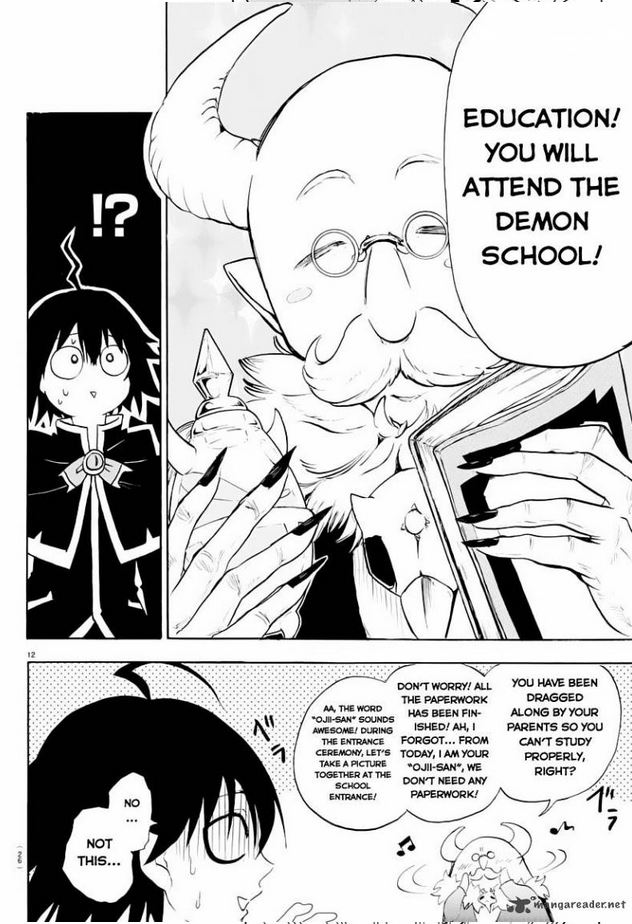 EDUCATION!
YOU WILL
ATTEND THE
DEMON
SCHOOL!
!?
12
YOU HAVE BEEN
DRAGGED
ALONG BY YOUR
PARENTS SO YOU
CAN'T STUDY
PROPERLY,
RIGHT?
DON'T WORRY! ALL
THE PAPERWORK
HAS BEEN FIN-
ISHED! AH, I
FORGOT... FROM
TODAY, I AM YOUR
"OJII-SAN", WE
DON'T NEED ANY
PAPERWORK!
AA, THE WORD
"OJII-SAN" SOUNDS
AWESOME! DURING
THE ENTRANCE
CEREMONY, LET'S
TAKE A PICTURE
TOGETHER AT THE
SCHOOL
ENTRANCE!
NO
...
NOT
THIS...
mangareader.net